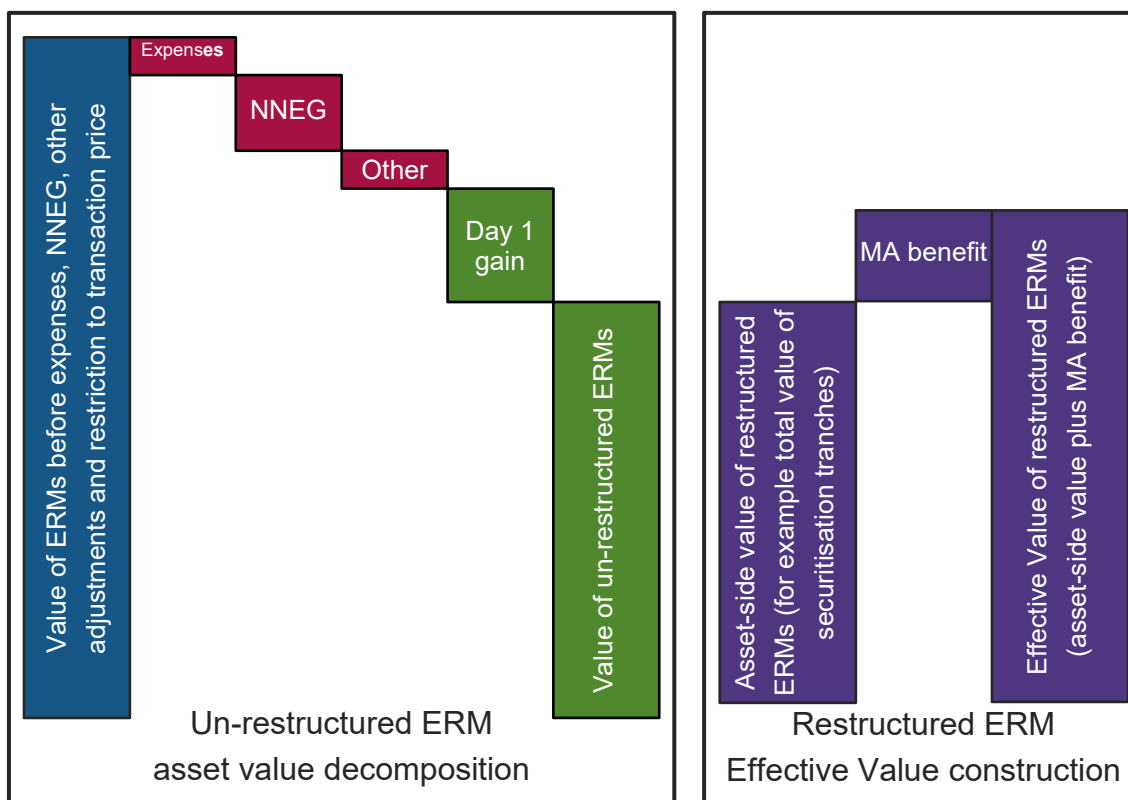 Value of ERMs before expenses, NNEG, other
adjustments and restriction to transaction price
Expenses
NNEG
Other
Day 1
gain
Value of un-restructured ERMs
Un-restructured ERM
asset value decomposition
Asset-side value of restructured
ERMs (for example total value of
securitisation tranches)
MA benefit
Effective Value of restructured ERMs
(asset-side value plus MA benefit)
Restructured ERM
Effective Value construction